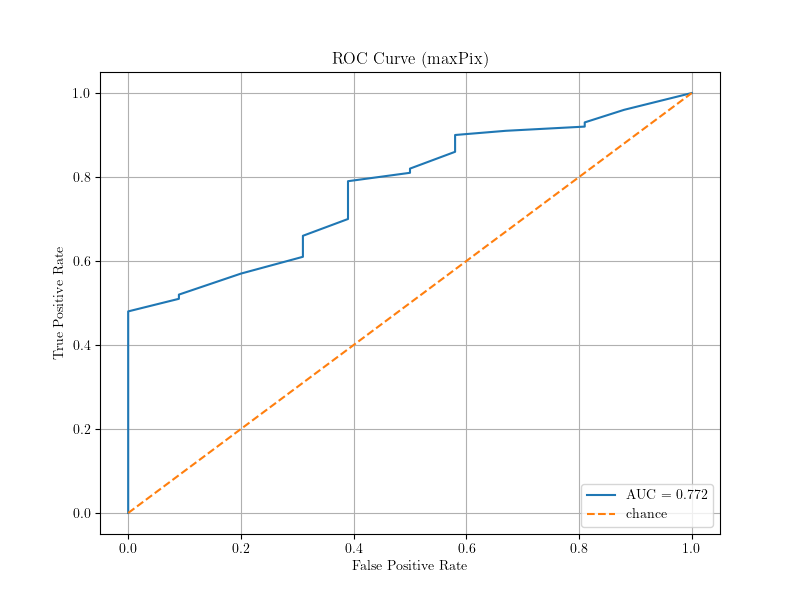 ROC Curve (maxPix)
True Positive Rate
1.0
0.8
0.6
0.4
0.2
0.0
AUC = 0.772
chance
0.0 0.2 0.4 0.6 0.8 1.0
False Positive Rate